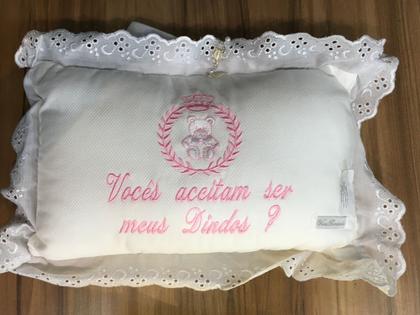 Vocês aceitam ser
meus Dindos ?